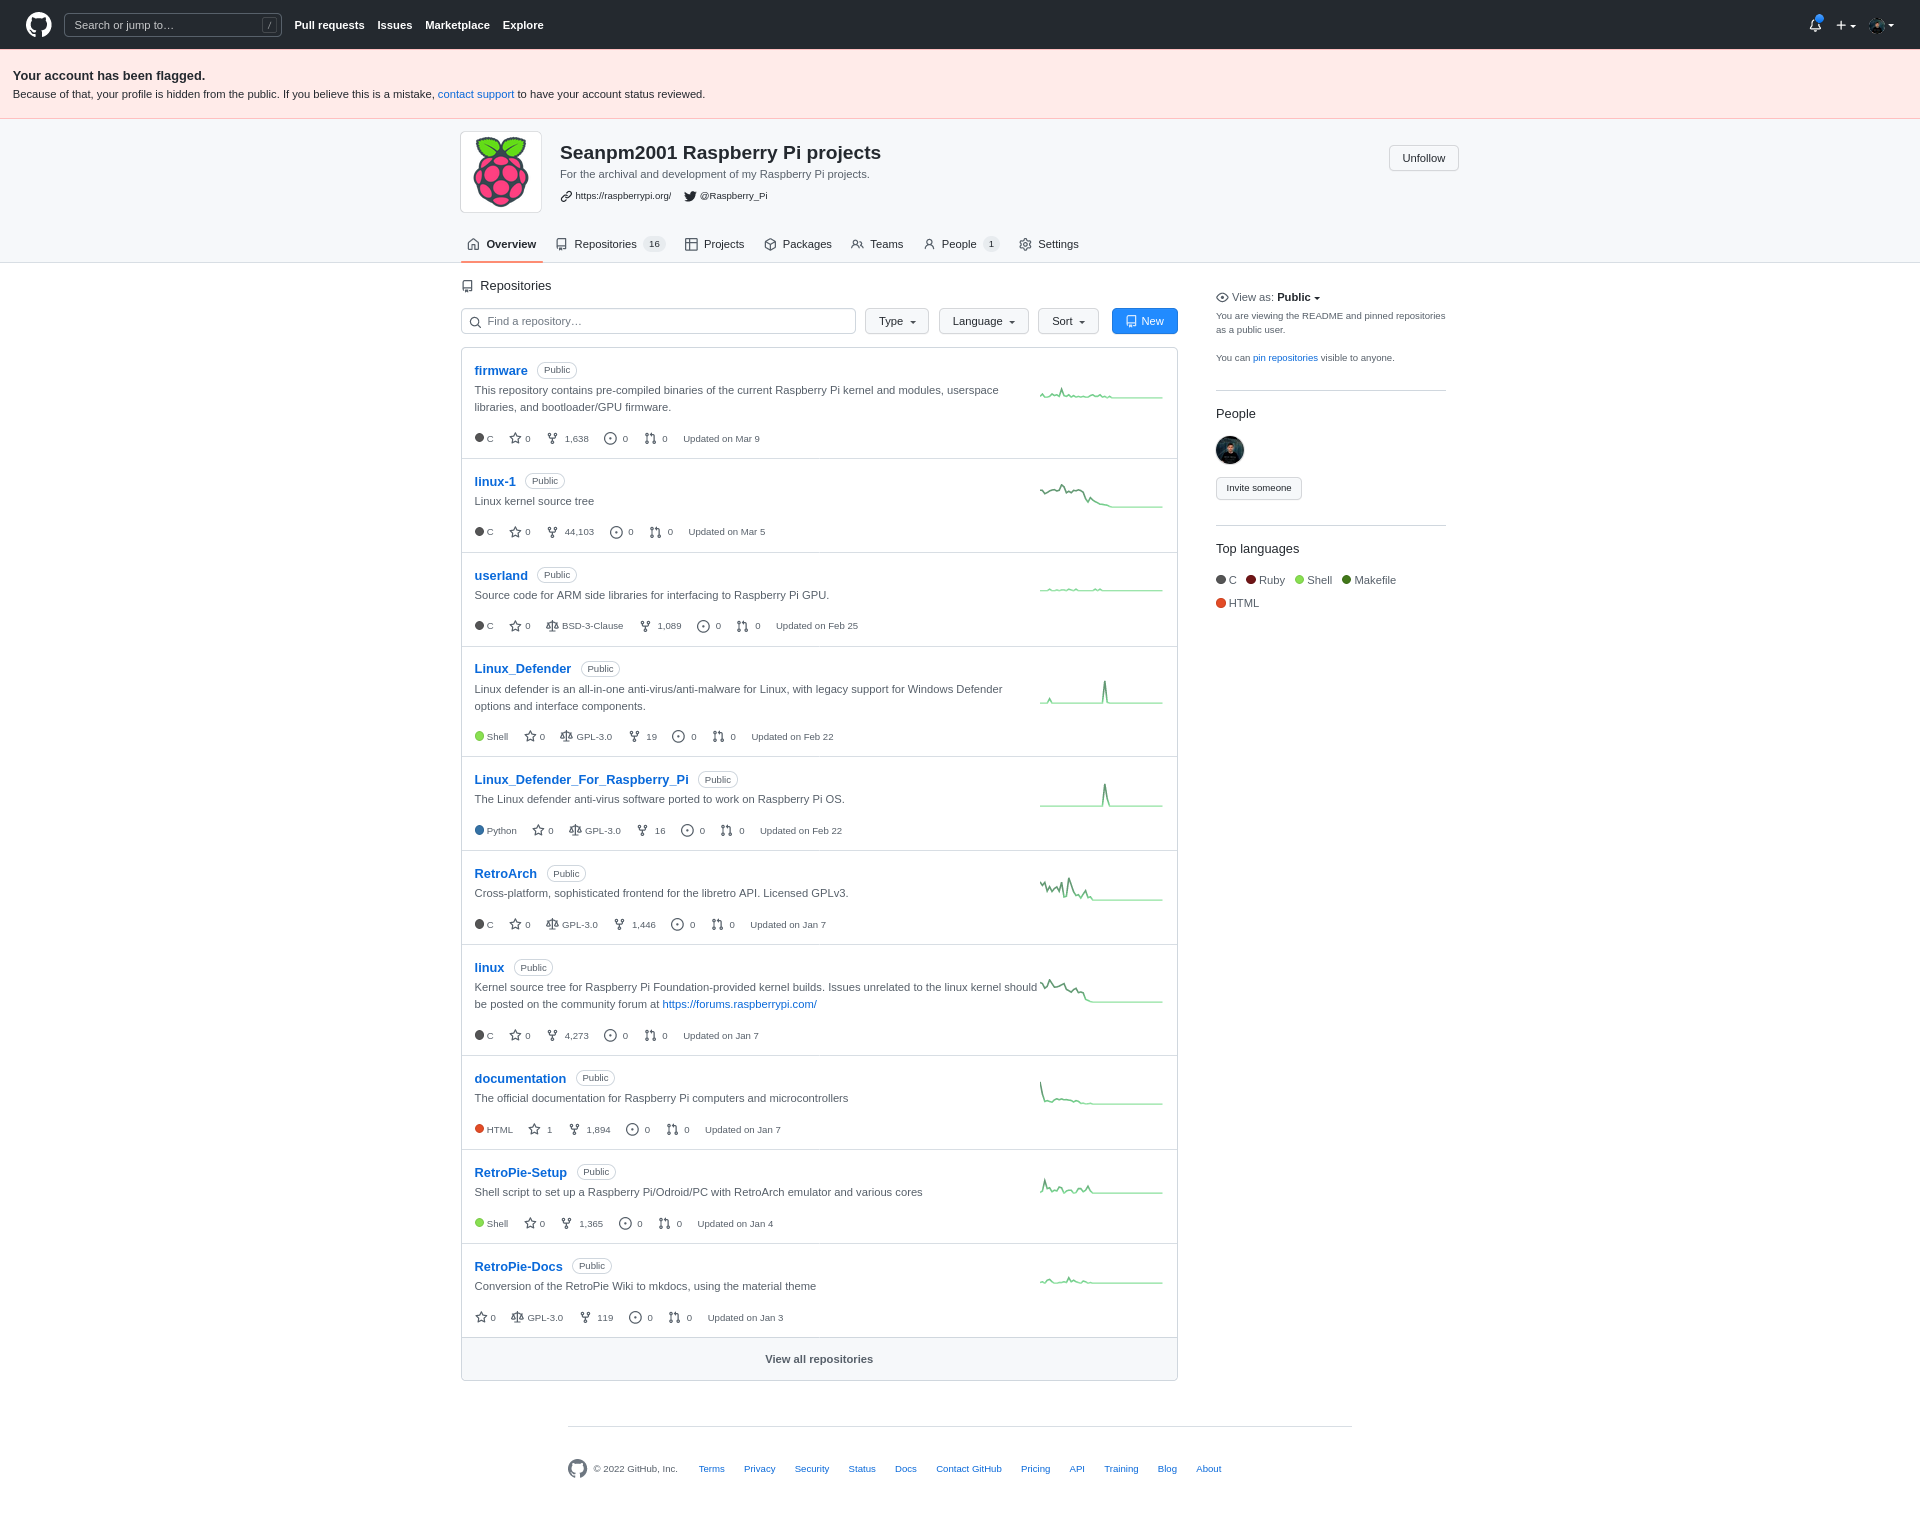 Search or jump to… /
Pull requests Issues Marketplace Explore
Your account has been flagged.
Because of that, your profile is hidden from the public. If you believe this is a mistake, contact support to have your account status reviewed.
Seanpm2001 Raspberry Pi projects
For the archival and development of my Raspberry Pi projects.
https://raspberrypi.org/ @Raspberry_Pi
Unfollow
Overview Repositories 16 Projects Packages Teams People 1 Settings
Repositories
Find a repository… Type Language Sort New
firmware Public
This repository contains pre-compiled binaries of the current Raspberry Pi kernel and modules, userspace
libraries, and bootloader/GPU firmware.
C 0 1,638 0 0 Updated on Mar 9
linux-1 Public
Linux kernel source tree
C 0 44,103 0 0 Updated on Mar 5
userland Public
Source code for ARM side libraries for interfacing to Raspberry Pi GPU.
C 0 BSD-3-Clause 1,089 0 0 Updated on Feb 25
Linux_Defender Public
Linux defender is an all-in-one anti-virus/anti-malware for Linux, with legacy support for Windows Defender
options and interface components.
Shell 0 GPL-3.0 19 0 0 Updated on Feb 22
Linux_Defender_For_Raspberry_Pi Public
The Linux defender anti-virus software ported to work on Raspberry Pi OS.
Python 0 GPL-3.0 16 0 0 Updated on Feb 22
RetroArch Public
Cross-platform, sophisticated frontend for the libretro API. Licensed GPLv3.
C 0 GPL-3.0 1,446 0 0 Updated on Jan 7
linux Public
Kernel source tree for Raspberry Pi Foundation-provided kernel builds. Issues unrelated to the linux kernel should
be posted on the community forum at https://forums.raspberrypi.com/
C 0 4,273 0 0 Updated on Jan 7
documentation Public
The official documentation for Raspberry Pi computers and microcontrollers
HTML 1 1,894 0 0 Updated on Jan 7
RetroPie-Setup Public
Shell script to set up a Raspberry Pi/Odroid/PC with RetroArch emulator and various cores
Shell 0 1,365 0 0 Updated on Jan 4
RetroPie-Docs Public
Conversion of the RetroPie Wiki to mkdocs, using the material theme
0 GPL-3.0 119 0 0 Updated on Jan 3
View all repositories
View as: Public
You are viewing the README and pinned repositories
as a public user.
You can pin repositories visible to anyone.
People
Invite someone
Top languages
C Ruby Shell Makefile
HTML
© 2022 GitHub, Inc. Terms Privacy Security Status Docs Contact GitHub Pricing API Training Blog About